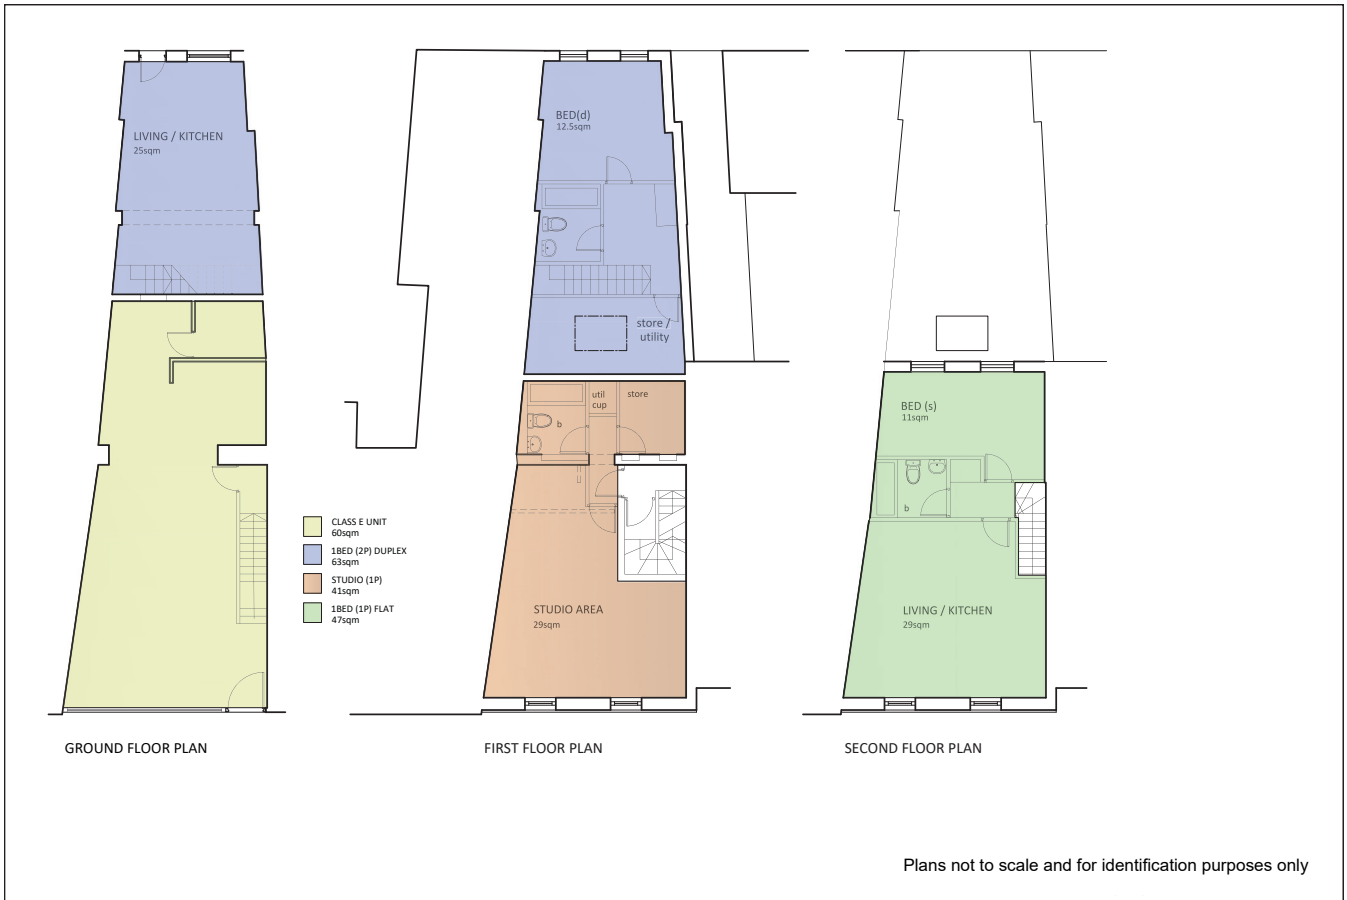 LIVING / KITCHEN
25sqm
BED(d)
12.5sqm
store /
utility
util
cup
store
b
STUDIO AREA
29sqm
BED (s)
11sqm
b
LIVING / KITCHEN
29sqm
CLASS E UNIT
60sqm
1BED (2P) DUPLEX
63sqm
STUDIO (1P)
41sqm
1BED (1P) FLAT
47sqm
GROUND FLOOR PLAN
FIRST FLOOR PLAN
SECOND FLOOR PLAN
Plans not to scale and for identification purposes only